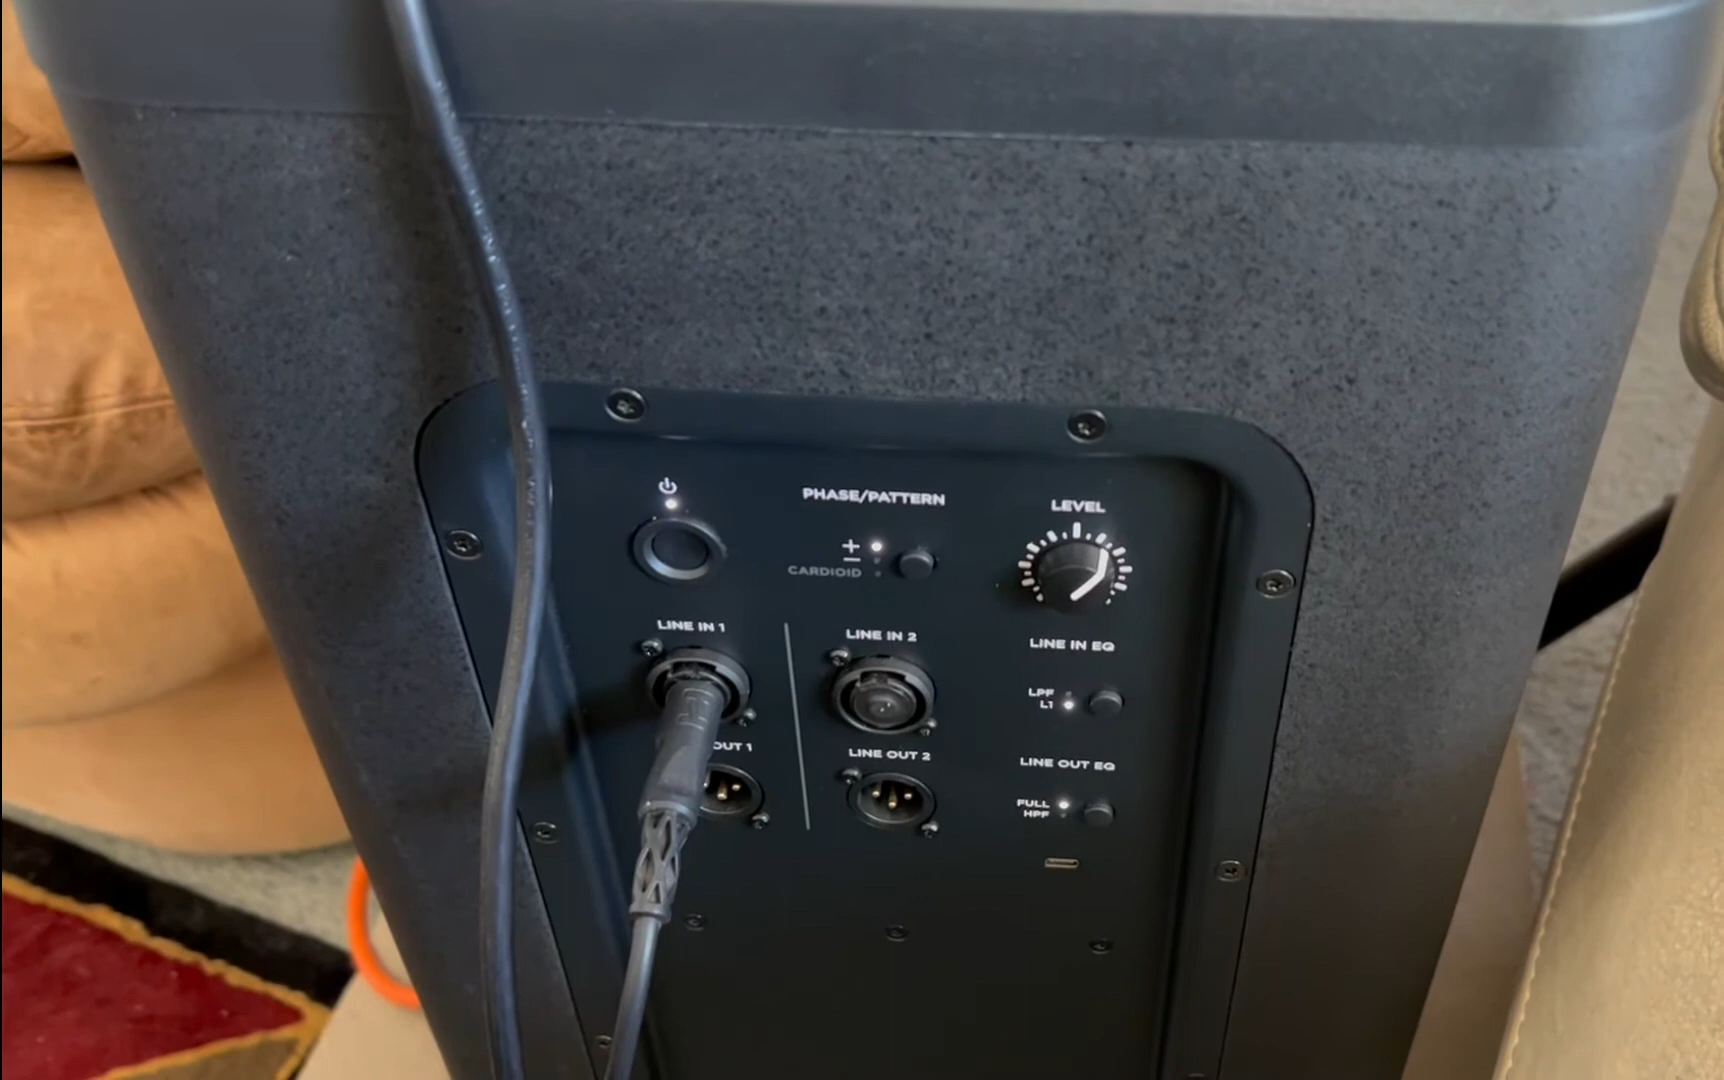 PHASE/PATTERN
LEVEL
+
−
CARDIOID
LINE IN 1
LINE IN 2
LINE IN EQ
LPF
L1
OUT 1
LINE OUT 2
LINE OUT EQ
FULL
HPF